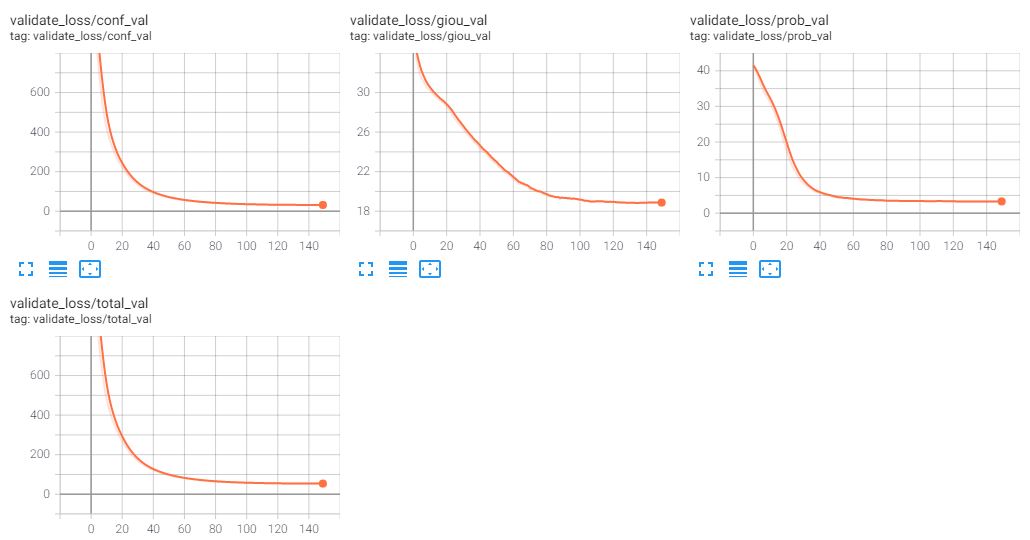 validate_loss/conf_val
tag: validate_loss/conf_val
600
400
200
0
0 20 40 60 80 100 120 140
validate_loss/giou_val
tag: validate_loss/giou_val
30
26
22
18
0 20 40 60 80 100 120 140
validate_loss/prob_val
tag: validate_loss/prob_val
40
30
20
10
0
0 20 40 60 80 100 120 140
validate_loss/total_val
tag: validate_loss/total_val
600
400
200
0
0 20 40 60 80 100 120 140